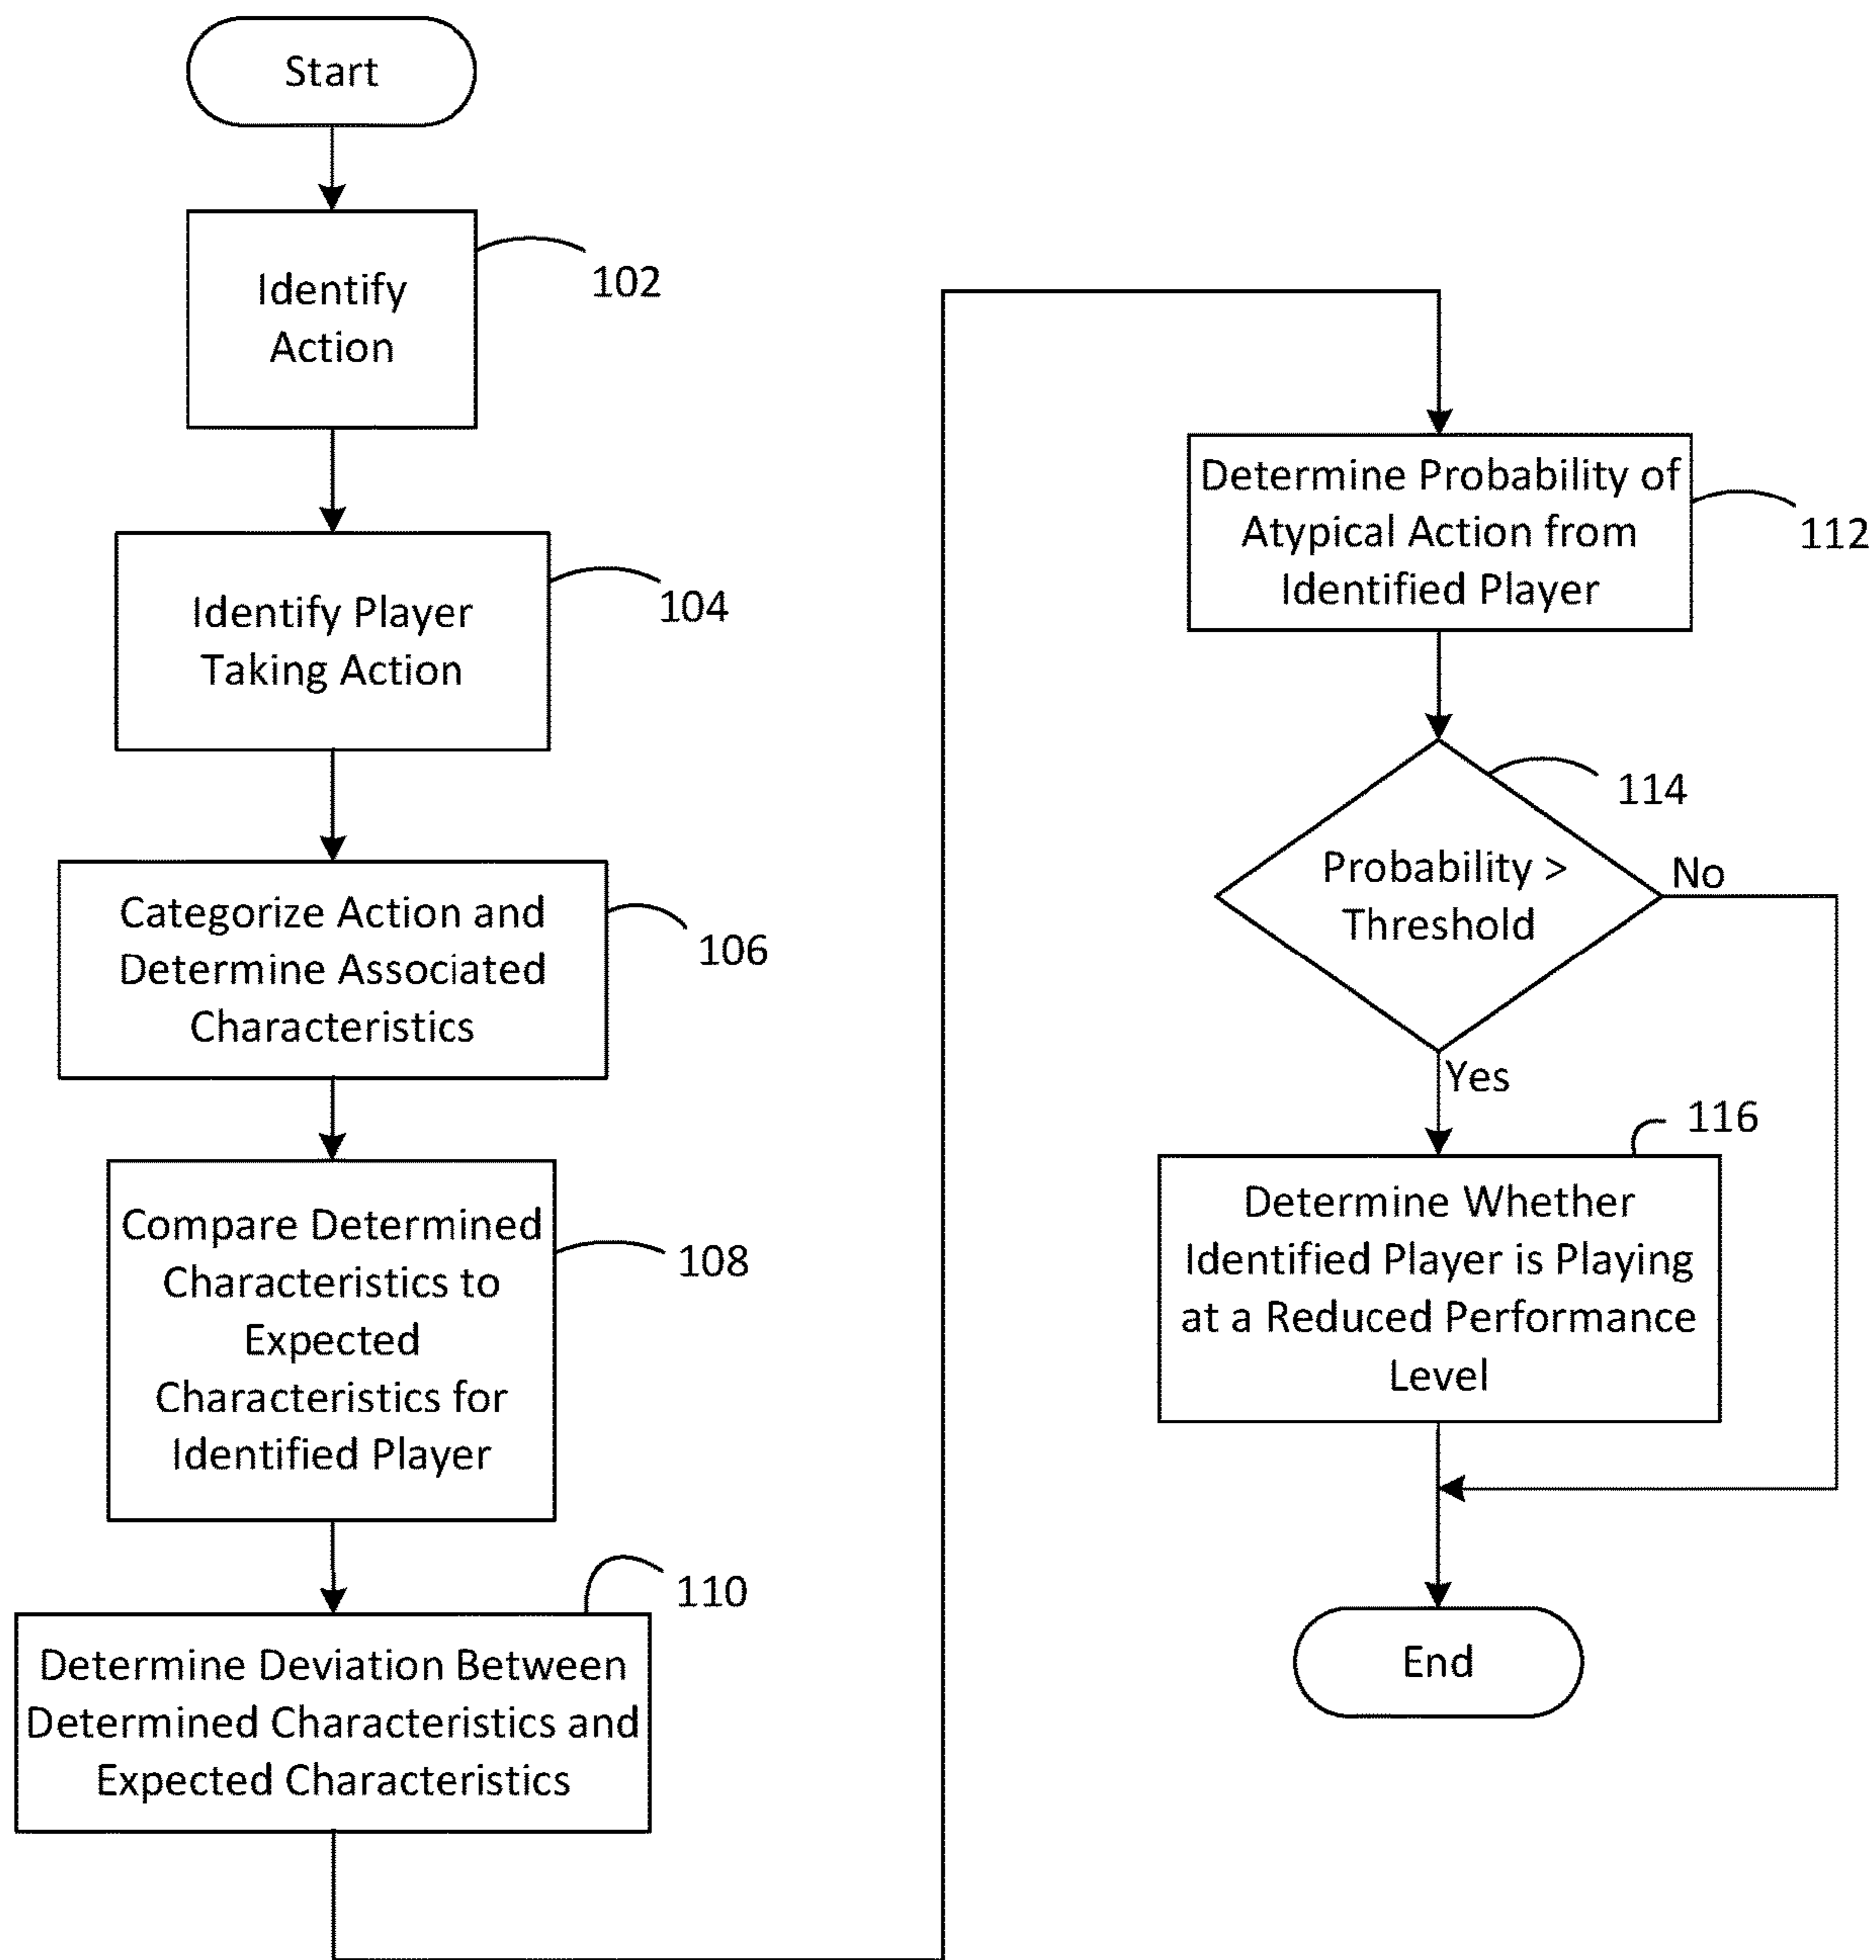 Start
Identify
Action
102
Identify Player
Taking Action
104
Categorize Action and
Determine Associated
Characteristics
106
Compare Determined
Characteristics to
Expected
Characteristics for
Identified Player
108
Determine Deviation Between
Determined Characteristics and
Expected Characteristics
110
Determine Probability of
Atypical Action from
Identified Player
112
Probability >
Threshold
114
No
Yes
Determine Whether
Identified Player is Playing
at a Reduced Performance
Level
116
End